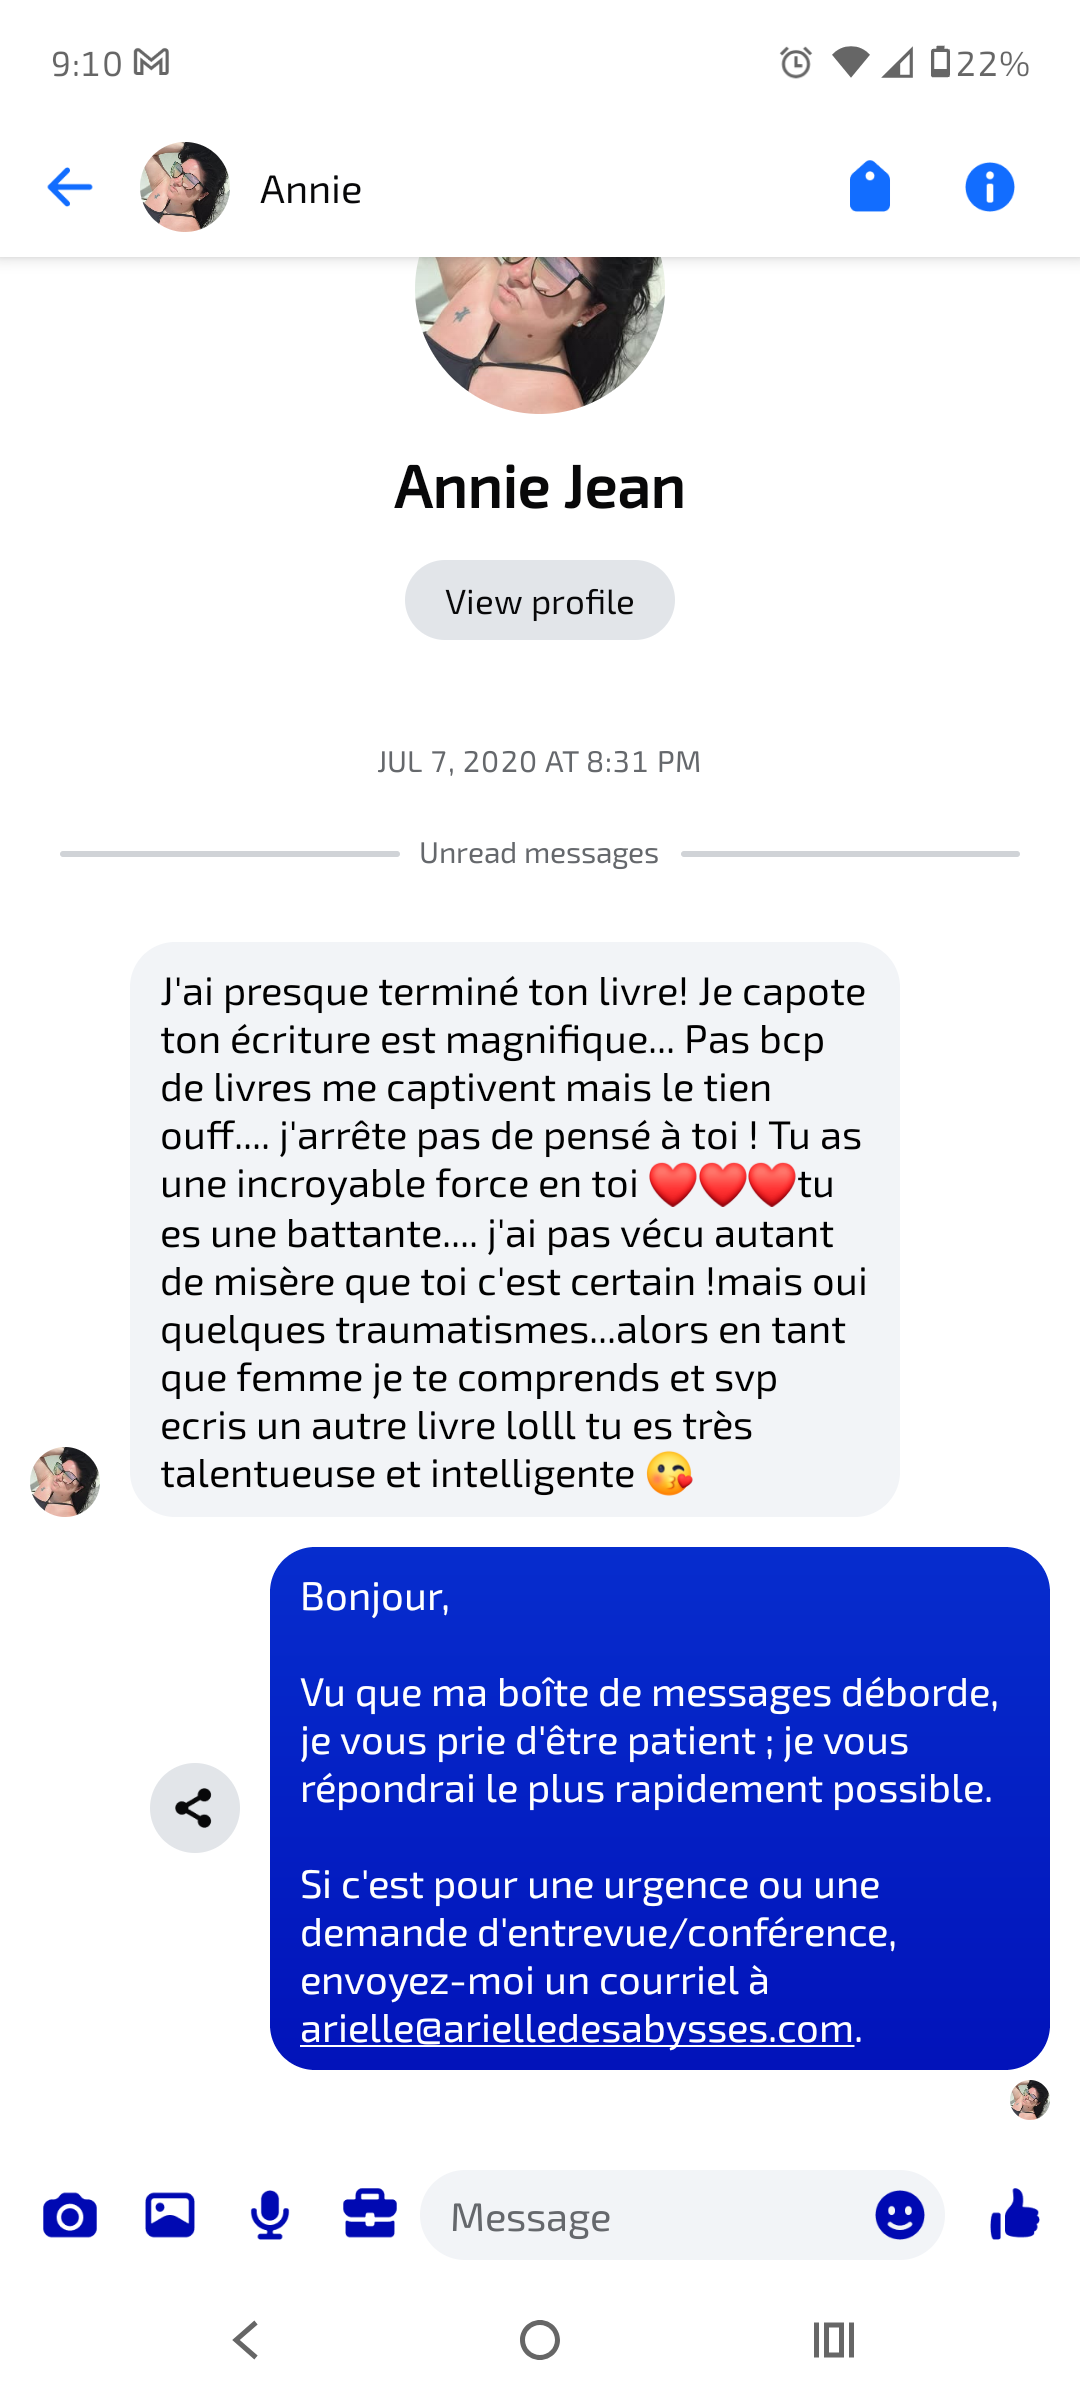 9:10
22%
Annie
Annie Jean
View profile
JUL 7, 2020 AT 8:31 PM
Unread messages
J'ai presque terminé ton livre! Je capote
ton écriture est magnifique... Pas bcp
de livres me captivent mais le tien
ouff.... j'arrête pas de pensé à toi ! Tu as
une incroyable force en toi ❤️❤️❤️tu
es une battante.... j'ai pas vécu autant
de misère que toi c'est certain !mais oui
quelques traumatismes...alors en tant
que femme je te comprends et svp
ecris un autre livre lolll tu es très
talentueuse et intelligente 😘
Bonjour,
Vu que ma boîte de messages déborde,
je vous prie d'être patient ; je vous
répondrai le plus rapidement possible.
Si c'est pour une urgence ou une
demande d'entrevue/conférence,
envoyez-moi un courriel à
arielle@arielledesabysses.com.
Message